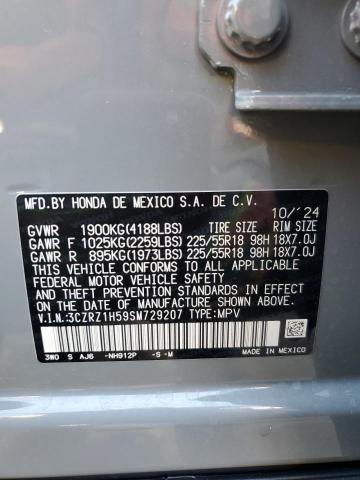 MFD.BY HONDA DE MEXICO S.A. DE C.V.
10/'24
GVWR 1900KG(4188LBS) TIRE SIZE RIM SIZE
GAWR F 1025KG(2259LBS) 225/55R18 98H 18X7.0J
GAWR R 895KG(1973LBS) 225/55R18 98H 18X7.0J
THIS VEHICLE CONFORMS TO ALL APPLICABLE
FEDERAL MOTOR VEHICLE SAFETY AND
THEFT PREVENTION STANDARDS IN EFFECT ON
THE DATE OF MANUFACTURE SHOWN ABOVE.
V.I.N.:3CZRZ1H59SM729207 TYPE:MPV
3W0 S AJ6 -NH912P -S-M
MADE IN MEXICO